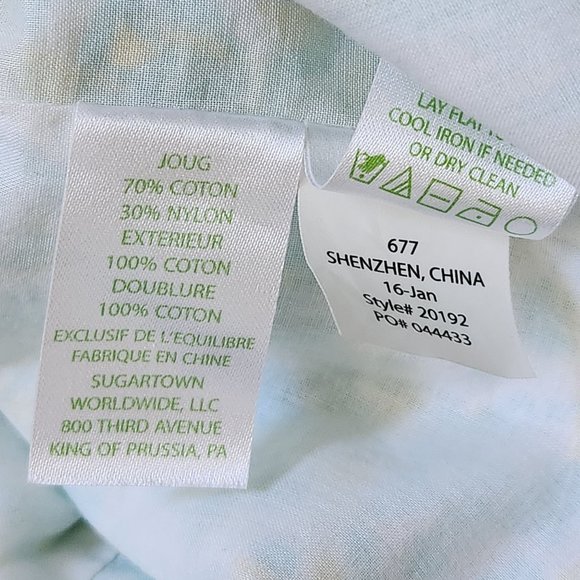 JOUG
70% COTON
30% NYLON
EXTERIEUR
100% COTON
DOUBLURE
100% COTON
EXCLUSIF DE L'EQUILIBRE
FABRIQUE EN CHINE
SUGARTOWN
WORLDWIDE, LLC
800 THIRD AVENUE
KING OF PRUSSIA, PA
LAY FLAT
COOL IRON IF NEEDED
OR DRY CLEAN
677
SHENZHEN, CHINA
16-Jan
Style# 20192
PO# 044433